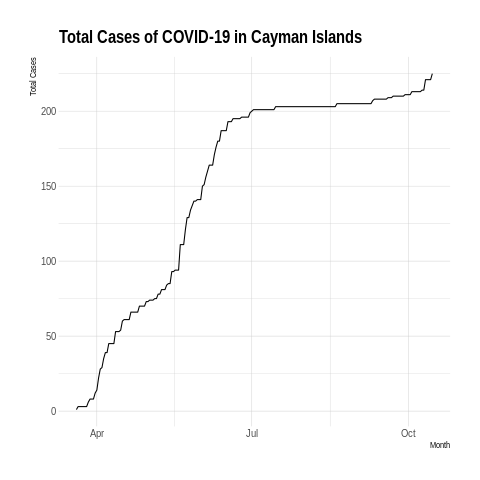 Total Cases of COVID-19 in Cayman Islands
Total Cases
200
150
100
50
0
Apr
Jul
Oct
Month